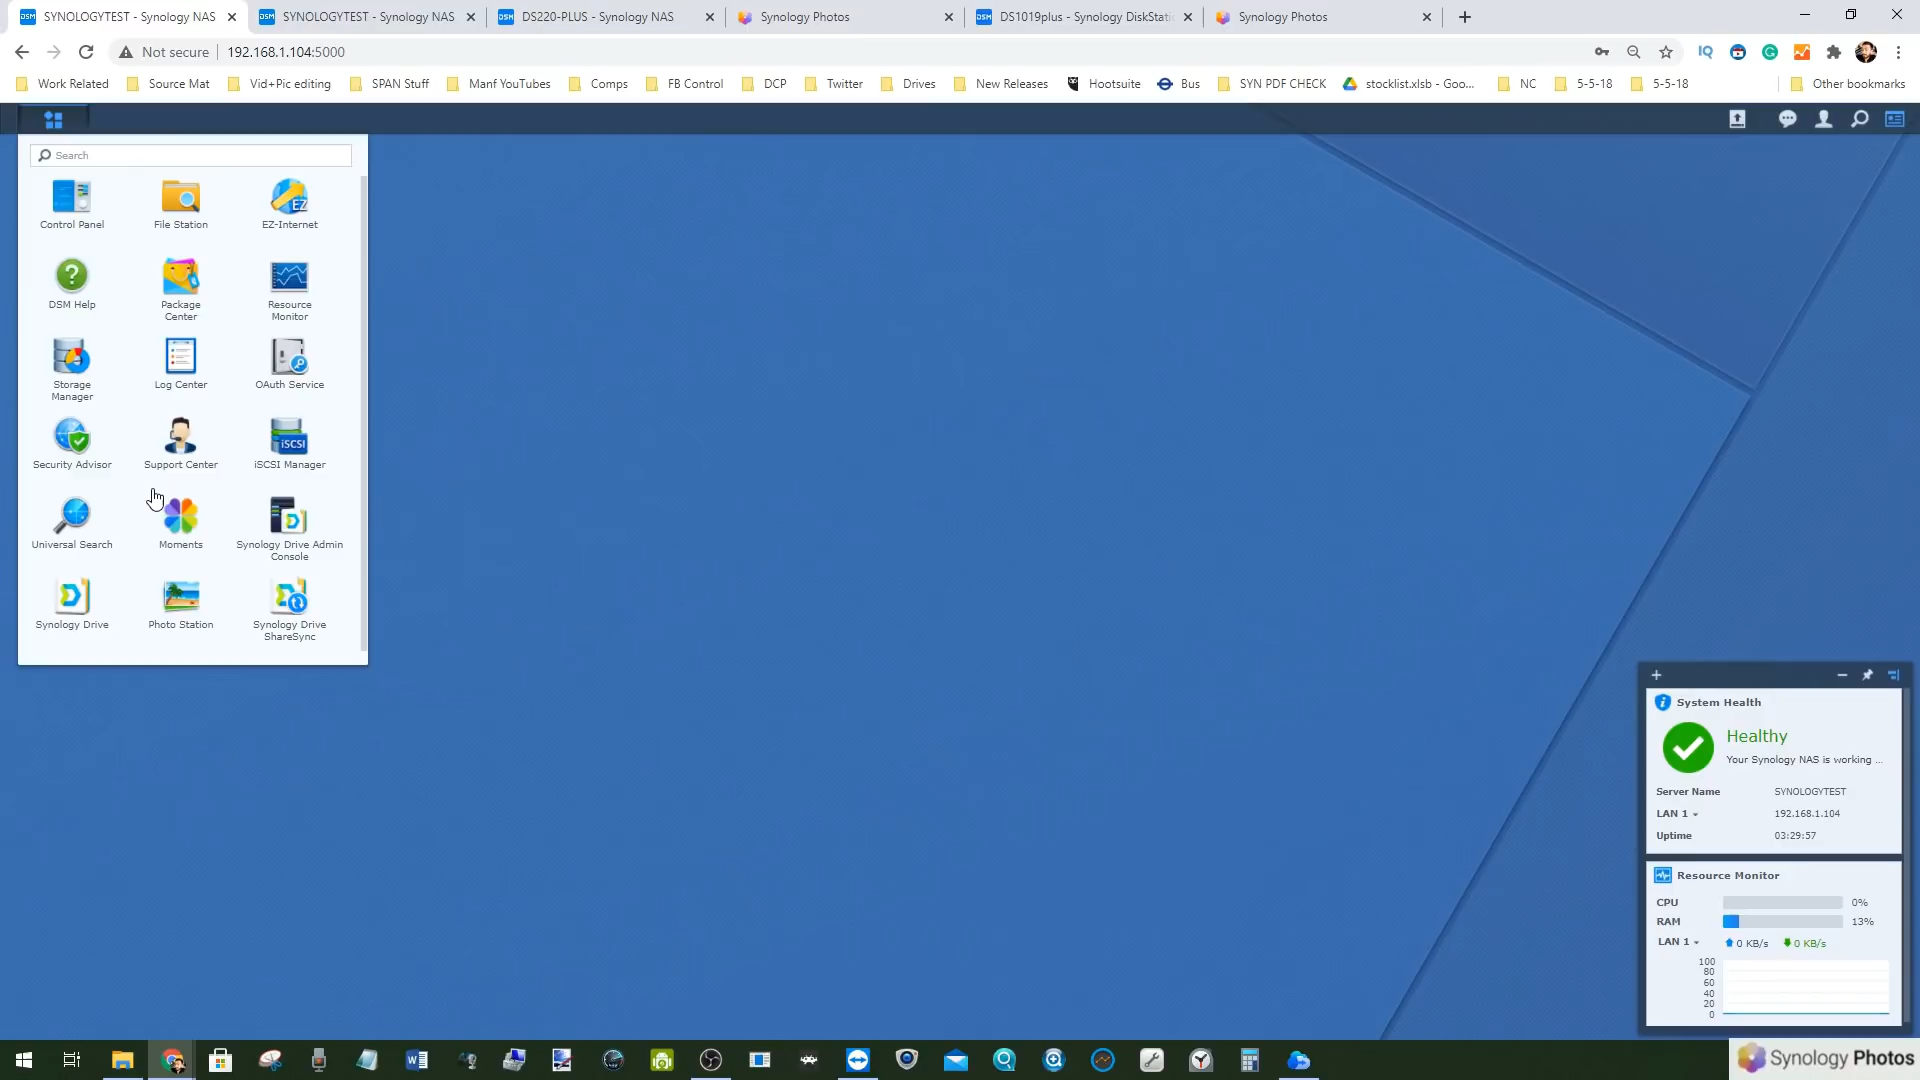 SYNOLOGYTEST - Synology NAS
SYNOLOGYTEST - Synology NAS
DS220-PLUS - Synology NAS
Synology Photos
DS1019plus - Synology DiskStati
Synology Photos
Not secure
192.168.1.104:5000
Work Related
Source Mat
Vid+Pic editing
SPAN Stuff
Manf YouTubes
Comps
FB Control
DCP
Twitter
Drives
New Releases
Hootsuite
Bus
SYN PDF CHECK
stocklist.xlsb - Goo...
NC
5-5-18
5-5-18
Other bookmarks
Search
Control Panel
File Station
EZ
EZ-Internet
DSM Help
Package
Center
Resource
Monitor
Storage
Manager
Log Center
OAuth Service
Security Advisor
Support Center
iSCSI
iSCSI Manager
Universal Search
Moments
Synology Drive Admin
Console
Synology Drive
Photo Station
Synology Drive
ShareSync
System Health
Healthy
Your Synology NAS is working ...
Server Name SYNOLOGYTEST
LAN 1 192.168.1.104
Uptime 03:29:57
Resource Monitor
CPU 0%
RAM 13%
LAN 1 0 KB/s 0 KB/s
100
80
60
40
20
0
Synology Photos